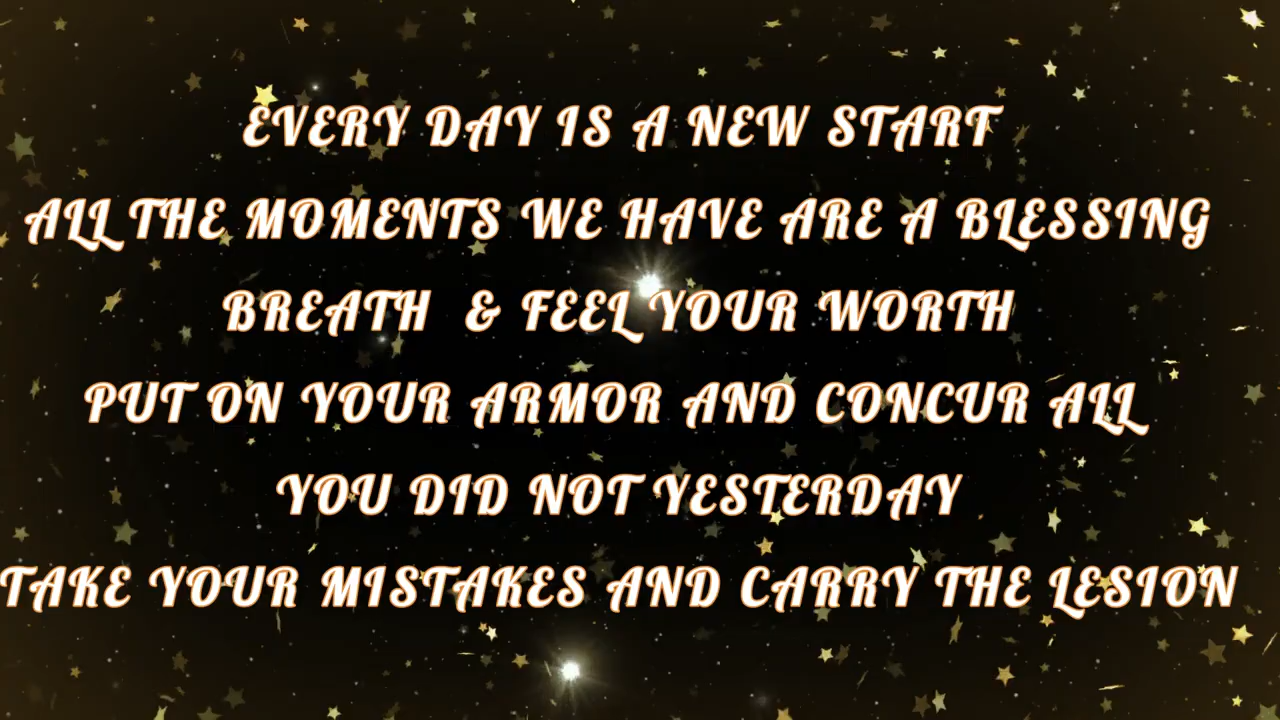 EVERY DAY IS A NEW START
ALL THE MOMENTS WE HAVE ARE A BLESSING
BREATH & FEEL YOUR WORTH
PUT ON YOUR ARMOR AND CONCUR ALL
YOU DID NOT YESTERDAY
TAKE YOUR MISTAKES AND CARRY THE LESION